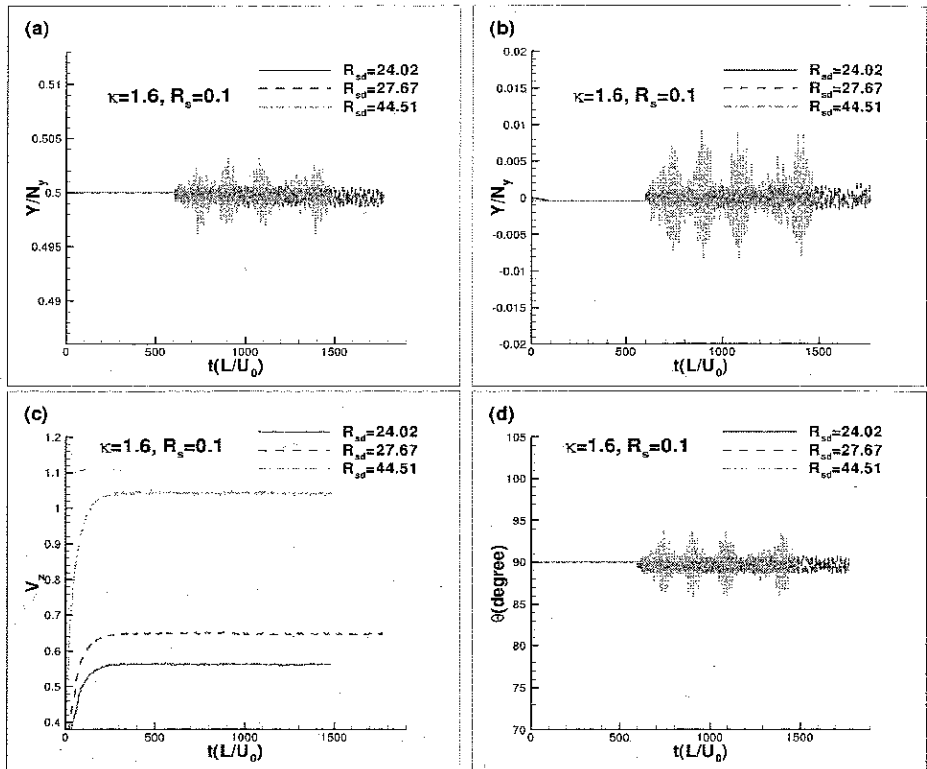 (a)
R_sd=24.02
κ=1.6, R_s=0.1
R_sd=27.67
R_sd=44.51
Y/N_y
0.51
0.505
0.5
0.495
0.49
0
500
1000
1500
t(L/U_0)
(b)
R_sd=24.02
κ=1.6, R_s=0.1
R_sd=27.67
R_sd=44.51
Y/N_y
0.02
0.015
0.01
0.005
0
-0.005
-0.01
-0.015
-0.02
0
500
1000
1500
t(L/U_0)
(c)
κ=1.6, R_s=0.1
R_sd=24.02
R_sd=27.67
R_sd=44.51
1.2
1.1
1
0.9
0.8
0.7
0.6
0.5
0.4
0
500
1000
1500
t(L/U_0)
(d)
κ=1.6, R_s=0.1
R_sd=24.02
R_sd=27.67
R_sd=44.51
θ(degree)
105
100
95
90
85
80
75
70
0
500
1000
1500
t(L/U_0)